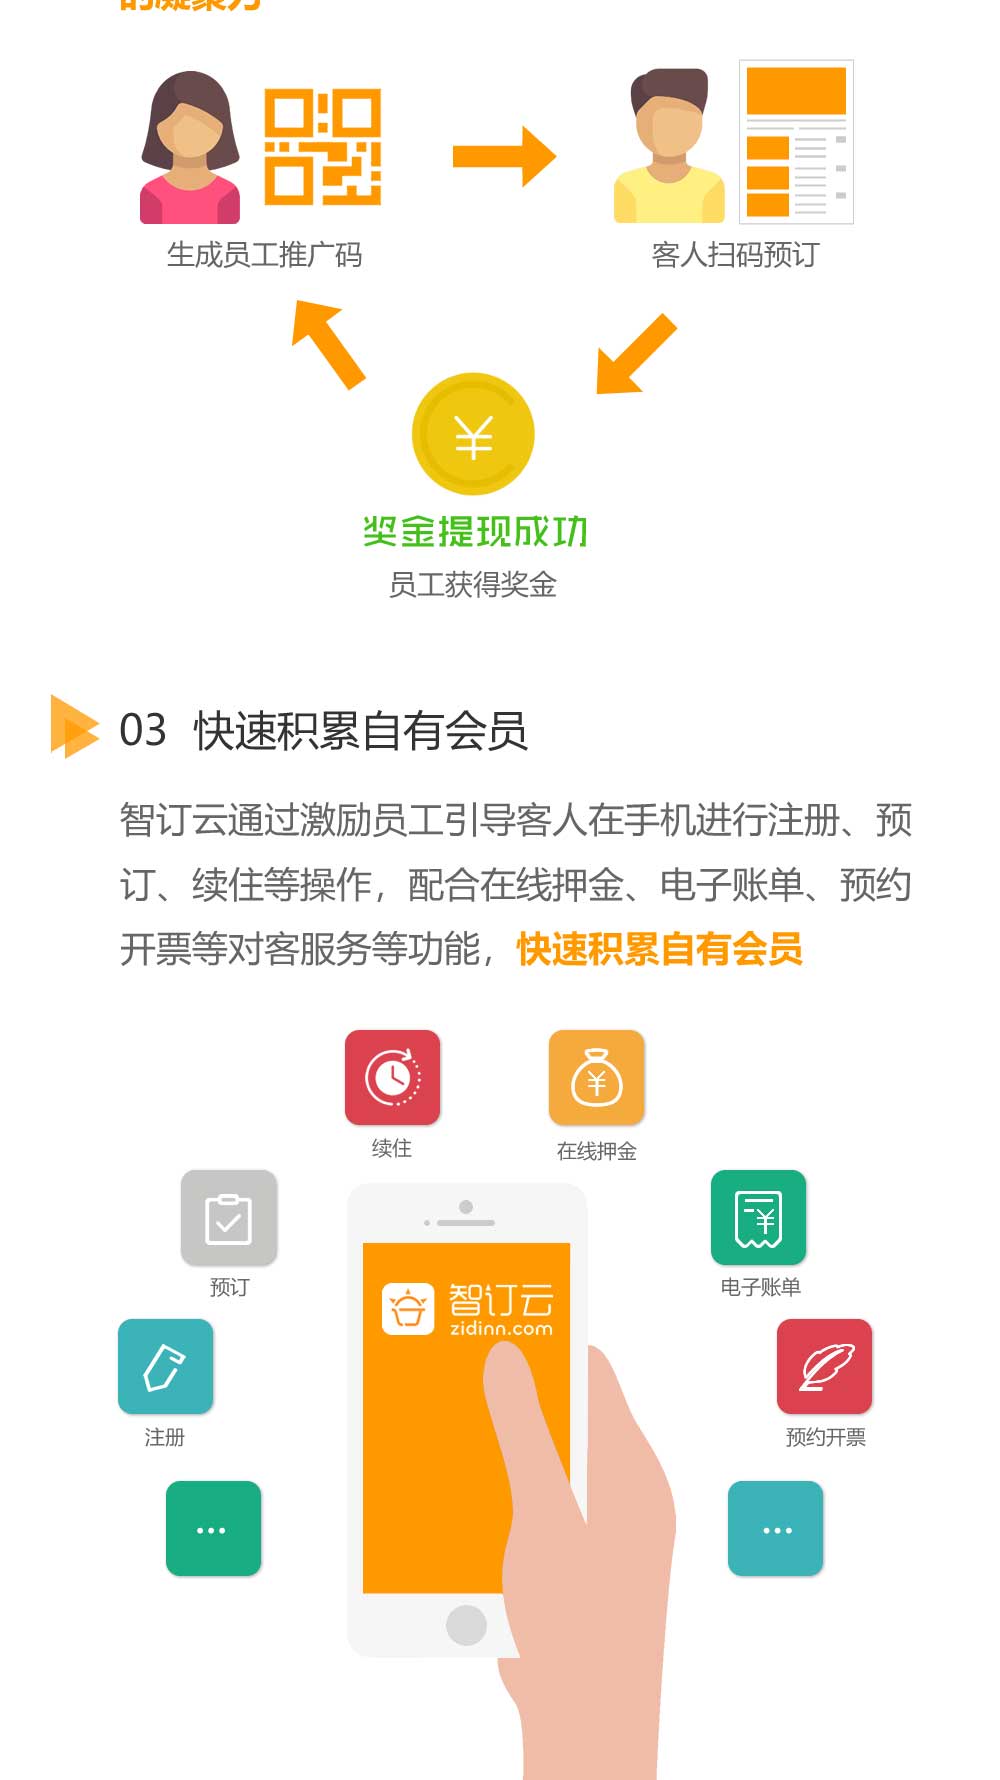 的凝聚力
生成员工推广码
客人扫码预订
奖金提现成功
员工获得奖金
03 快速积累自有会员
智订云通过激励员工引导客人在手机进行注册、预
订、续住等操作，配合在线押金、电子账单、预约
开票等对客服务等功能，快速积累自有会员
续住
在线押金
预订
电子账单
智订云
zidinn.com
注册
预约开票